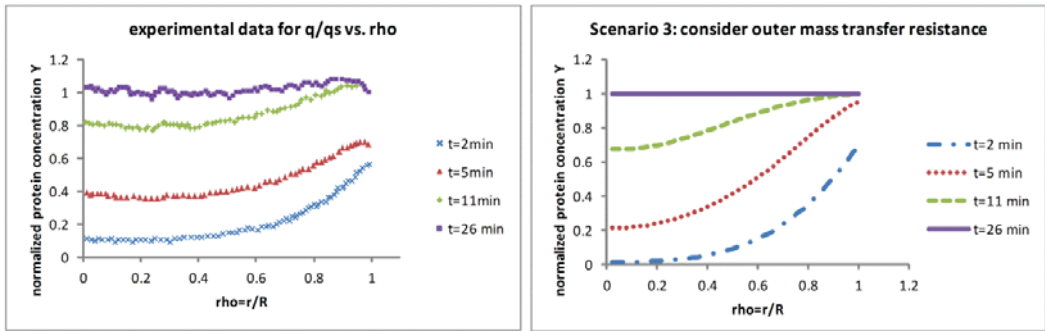 experimental data for q/qs vs. rho
normalized protein concentration Y
1.2
1
0.8
0.6
0.4
0.2
0
0 0.2 0.4 0.6 0.8 1
rho=r/R
t=2min
t=5min
t=11min
t=26 min
Scenario 3: consider outer mass transfer resistance
normalized protein concentration Y
1.2
1
0.8
0.6
0.4
0.2
0
0 0.2 0.4 0.6 0.8 1 1.2
rho=r/R
t=2 min
t=5 min
t=11 min
t=26 min